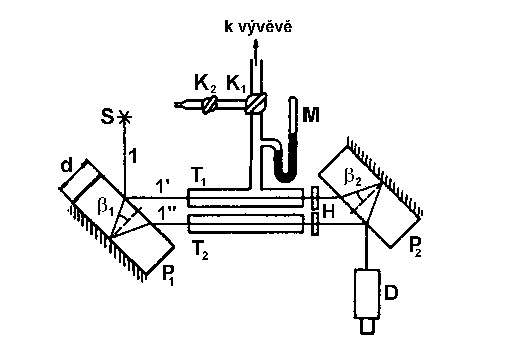 k vývěvě
K₂ K₁
S
M
1
d
1' T₁
β₁ 1" H β₂
T₂
P₁ P₂
D